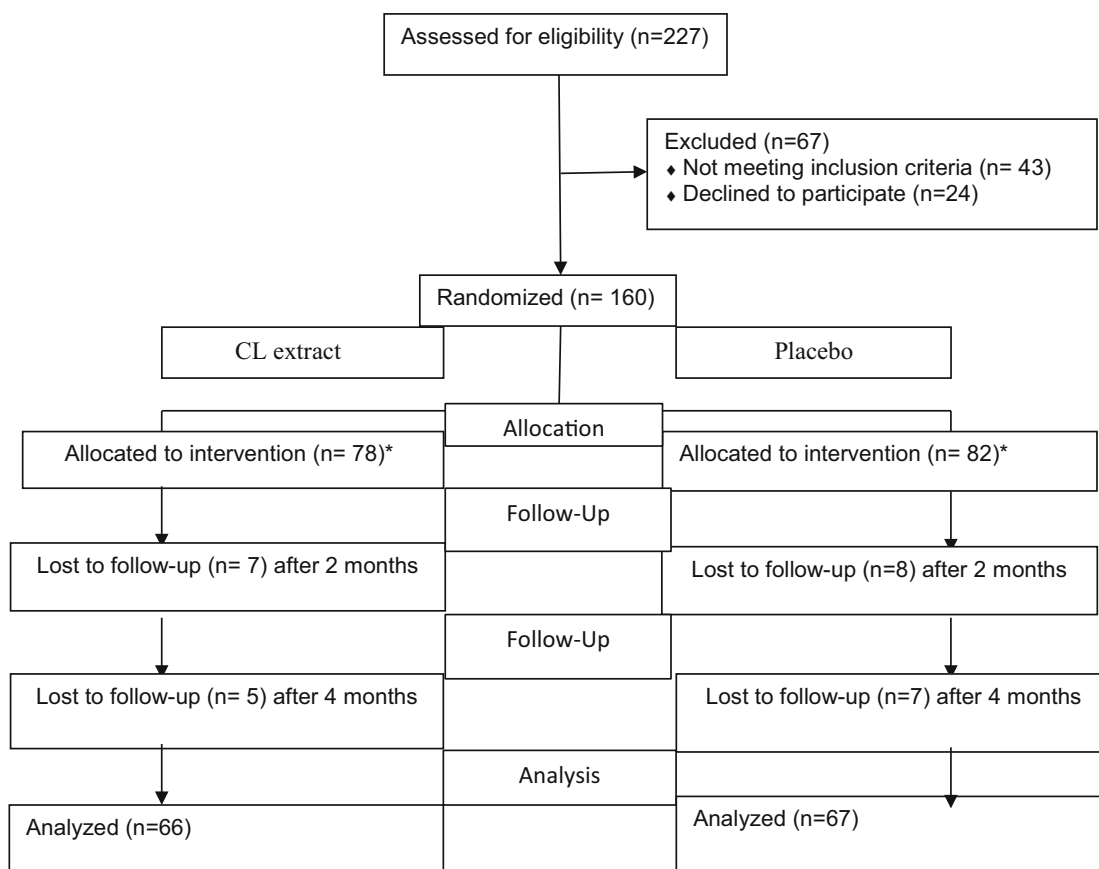 Assessed for eligibility (n=227)
Excluded (n=67)
♦ Not meeting inclusion criteria (n= 43)
♦ Declined to participate (n=24)
Randomized (n= 160)
CL extract
Placebo
Allocation
Allocated to intervention (n= 78)*
Allocated to intervention (n= 82)*
Follow-Up
Lost to follow-up (n= 7) after 2 months
Lost to follow-up (n=8) after 2 months
Follow-Up
Lost to follow-up (n= 5) after 4 months
Lost to follow-up (n=7) after 4 months
Analysis
Analyzed (n=66)
Analyzed (n=67)